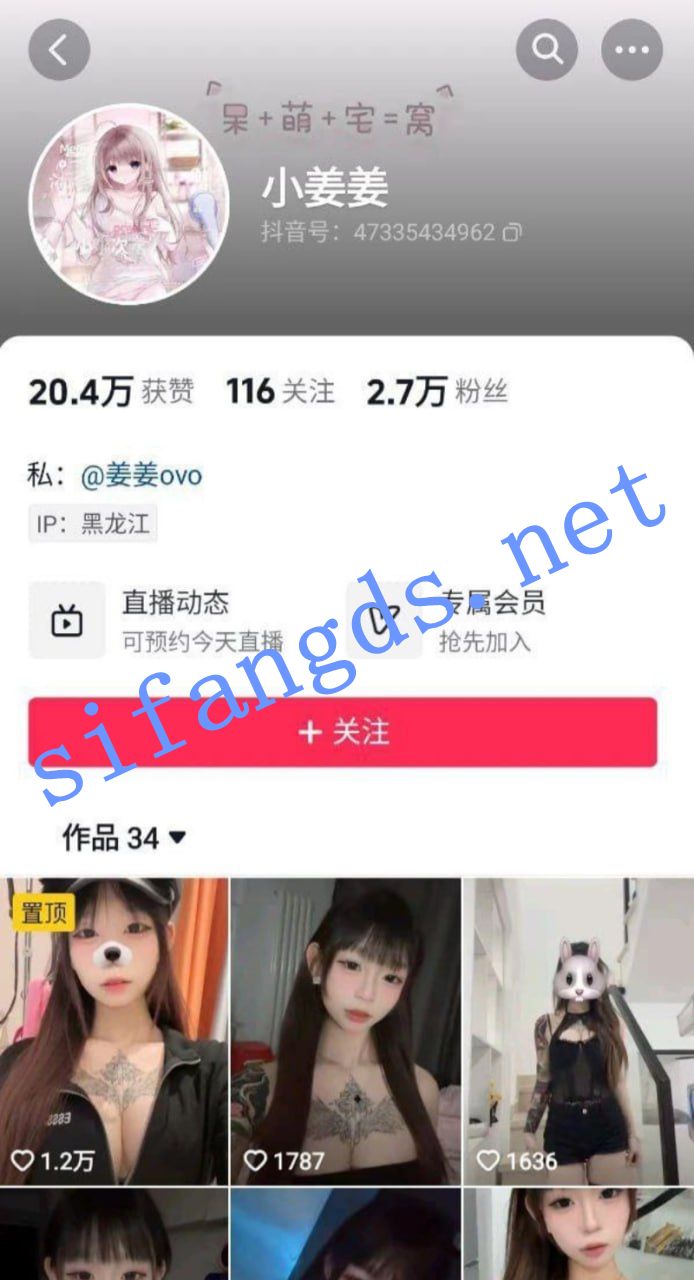 呆+萌+宅=窝
小姜姜
抖音号：47335434962
20.4万 获赞 116 关注 2.7万 粉丝
私：@姜姜ovo
IP：黑龙江
直播动态 专属会员
可预约今天直播 抢先加入
sifangds.net
+ 关注
作品 34
置顶
1.2万 1787 1636